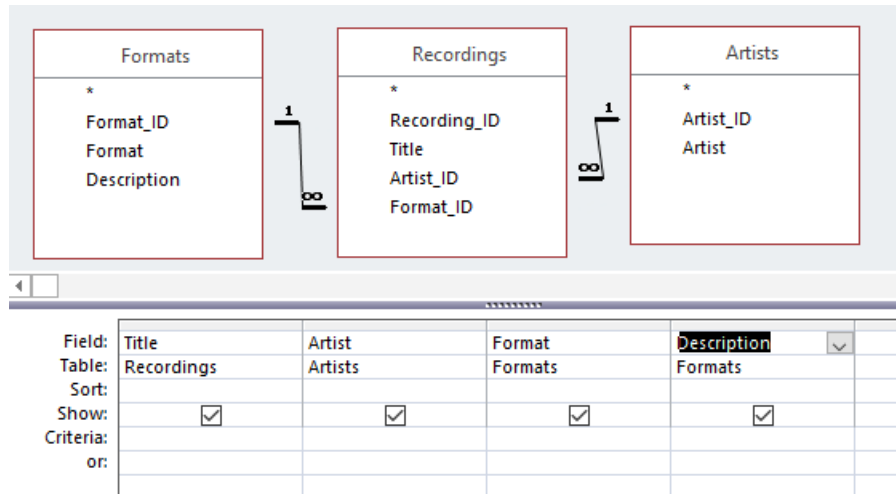 Formats Recordings Artists
* * *
Format_ID Recording_ID Artist_ID
Format Title Artist
Description Artist_ID
Format_ID
1 1
∞ ∞
Field: Title Artist Format Description
Table: Recordings Artists Formats Formats
Sort:
Show:
Criteria:
or: